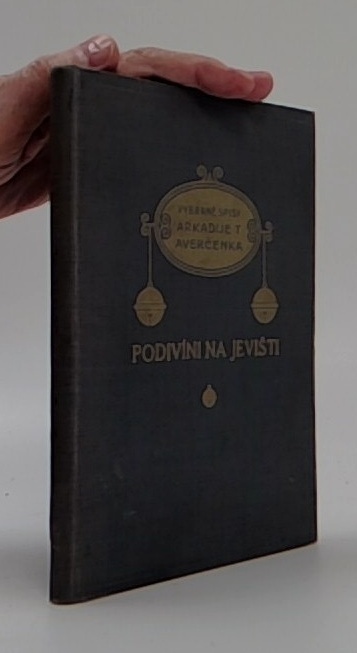 VYBRANÉ SPISY
ARKADIJE T.
AVERČENKA
PODIVÍNI NA JEVIŠTI